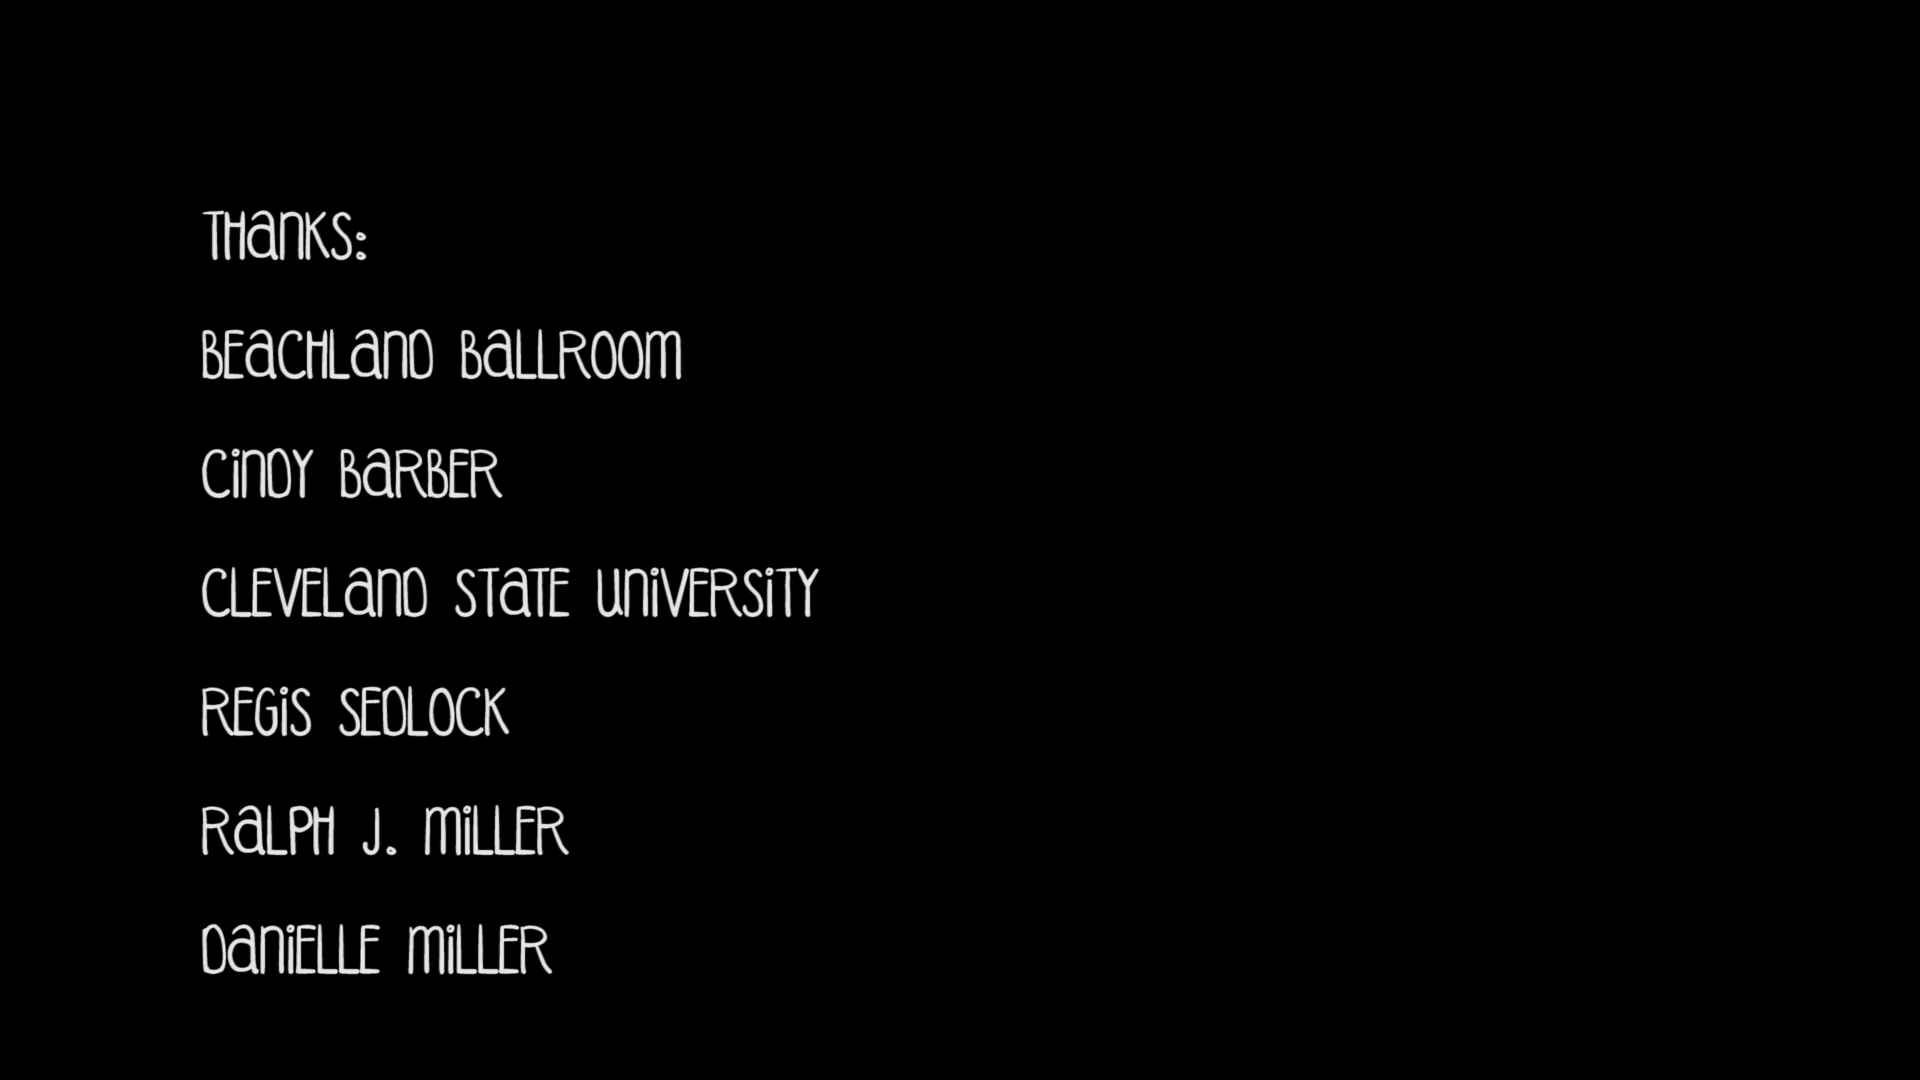 THANKS:
BEACHLAND BALLROOM
CINDY BARBER
CLEVELAND STATE UNIVERSITY
REGIS SEDLOCK
RALPH J. MILLER
DANIELLE MILLER